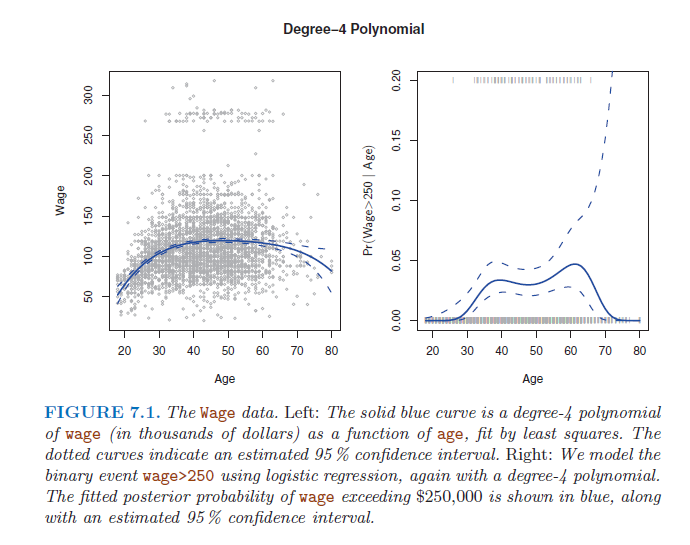 Degree−4 Polynomial
Wage
50
100
150
200
250
300
20 30 40 50 60 70 80
Age
Pr(Wage>250 | Age)
0.00
0.05
0.10
0.15
0.20
20 30 40 50 60 70 80
Age
FIGURE 7.1. The Wage data. Left: The solid blue curve is a degree-4 polynomial
of wage (in thousands of dollars) as a function of age, fit by least squares. The
dotted curves indicate an estimated 95 % confidence interval. Right: We model the
binary event wage>250 using logistic regression, again with a degree-4 polynomial.
The fitted posterior probability of wage exceeding $250,000 is shown in blue, along
with an estimated 95 % confidence interval.